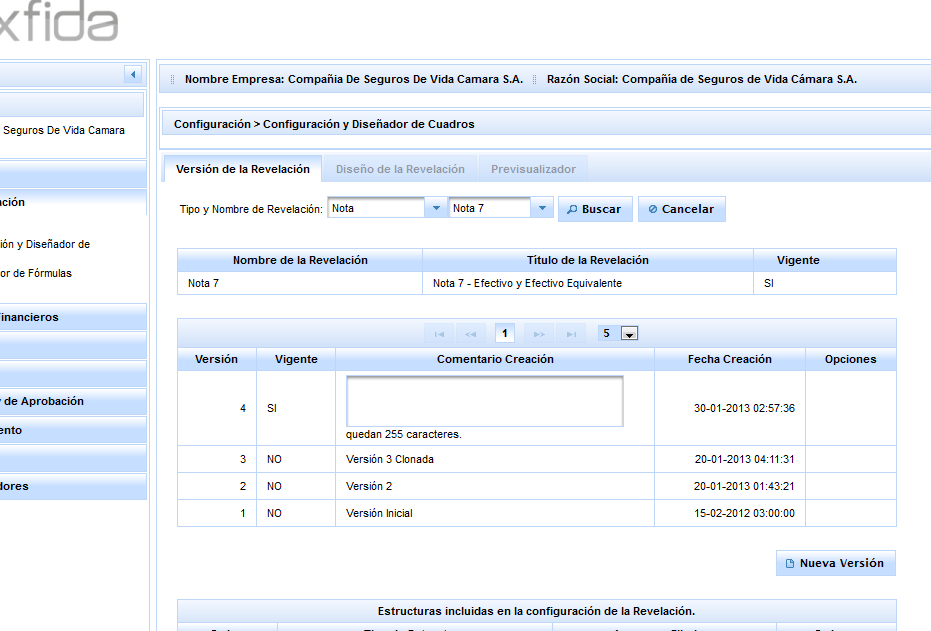 xfida
Nombre Empresa: Compañia De Seguros De Vida Camara S.A. Razón Social: Compañía de Seguros de Vida Cámara S.A.
Seguros De Vida Camara
ción
ión y Diseñador de
or de Fórmulas
inancieros
de Aprobación
ento
dores
Configuración > Configuración y Diseñador de Cuadros
Versión de la Revelación Diseño de la Revelación Previsualizador
Tipo y Nombre de Revelación: Nota Nota 7 Buscar Cancelar
Nombre de la Revelación Título de la Revelación Vigente
Nota 7 Nota 7 - Efectivo y Efectivo Equivalente SI
1 5
Versión Vigente Comentario Creación Fecha Creación Opciones
4 SI 30-01-2013 02:57:36
quedan 255 caracteres.
3 NO Versión 3 Clonada 20-01-2013 04:11:31
2 NO Versión 2 20-01-2013 01:43:21
1 NO Versión Inicial 15-02-2012 03:00:00
Nueva Versión
Estructuras incluidas en la configuración de la Revelación.